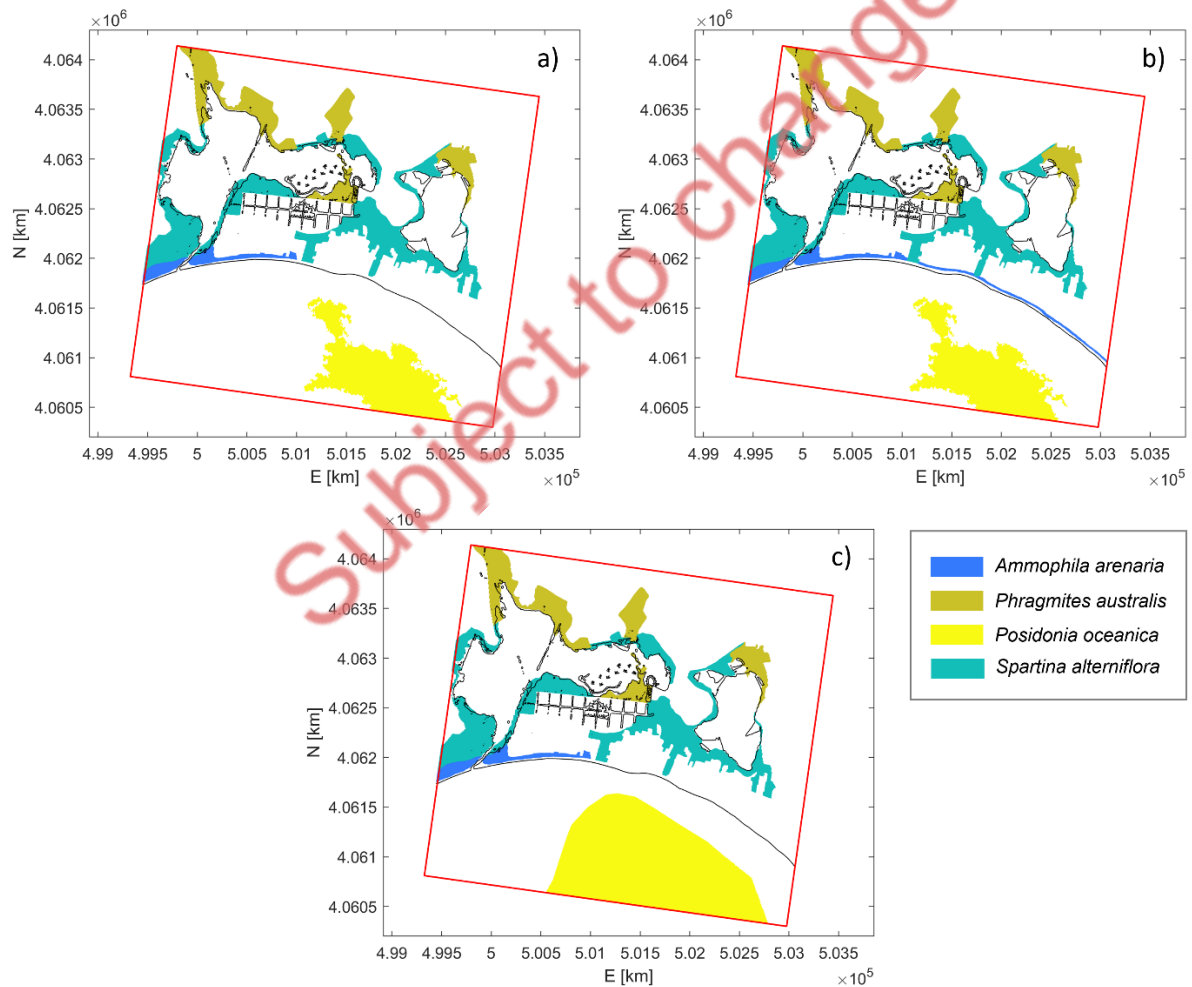 ×10⁶
a)
4.064
4.0635
4.063
4.0625
4.062
4.0615
4.061
4.0605
N [km]
4.99 4.995 5 5.005 5.01 5.015 5.02 5.025 5.03 5.035
E [km]
×10⁵
×10⁶
b)
4.064
4.0635
4.063
4.0625
4.062
4.0615
4.061
4.0605
N [km]
4.99 4.995 5 5.005 5.01 5.015 5.02 5.025 5.03 5.035
E [km]
×10⁵
×10⁶
c)
4.064
4.0635
4.063
4.0625
4.062
4.0615
4.061
4.0605
N [km]
4.99 4.995 5 5.005 5.01 5.015 5.02 5.025 5.03 5.035
E [km]
×10⁵
Ammophila arenaria
Phragmites australis
Posidonia oceanica
Spartina alterniflora
Subject to change